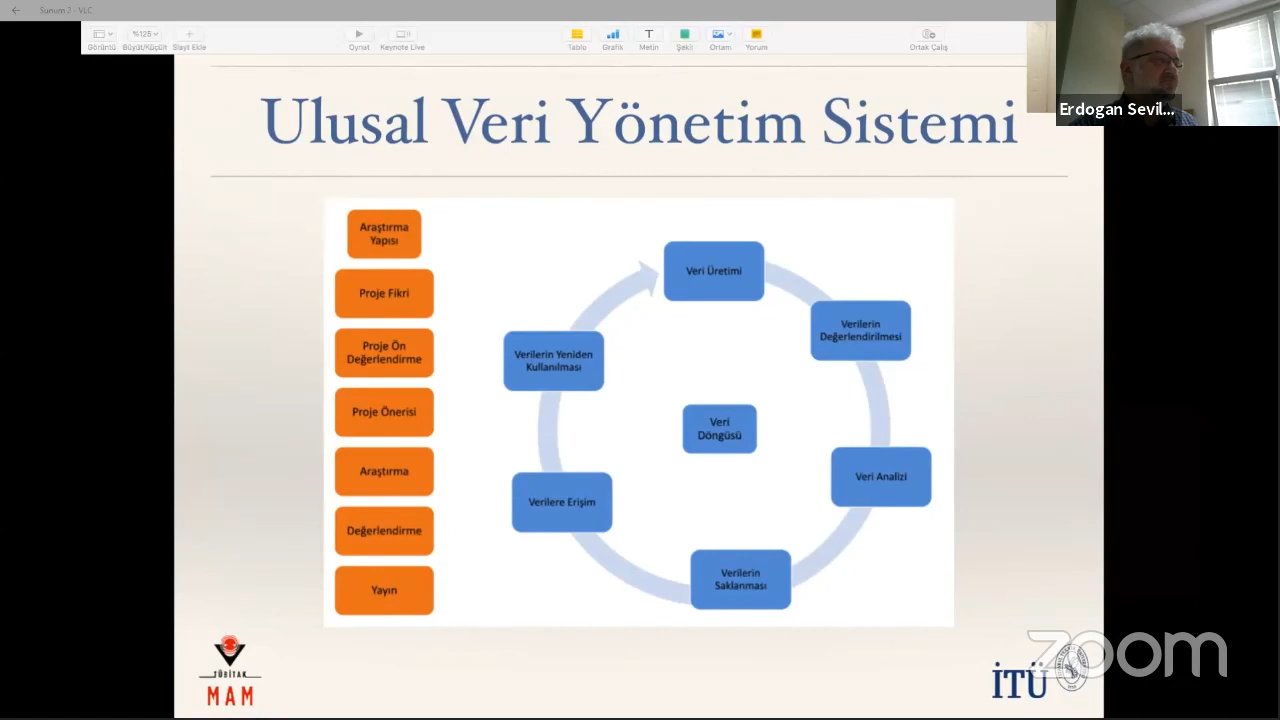 Sunum 2 - VLC
%125
Görüntü
Büyüt/Küçült
Slayt Ekle
Oynat
Keynote Live
Tablo
Grafik
Metin
Şekil
Ortam
Yorum
Ortak Çalış
Erdogan Sevil...
Ulusal Veri Yönetim Sistemi
Araştırma
Yapısı
Proje Fikri
Proje Ön
Değerlendirme
Proje Önerisi
Araştırma
Değerlendirme
Yayın
Veri Üretimi
Verilerin
Değerlendirilmesi
Veri Analizi
Verilerin
Saklanması
Verilere Erişim
Verilerin Yeniden
Kullanılması
Veri
Döngüsü
TÜBİTAK
MAM
İTÜ
zoom